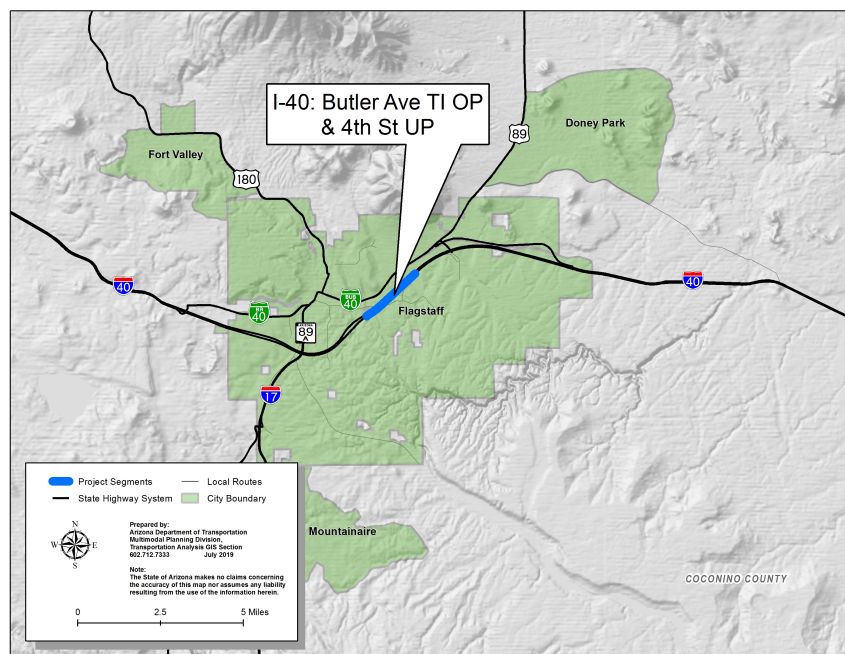 I-40: Butler Ave TI OP
& 4th St UP
89
Doney Park
Fort Valley
180
40
40
BUS
40
40
Flagstaff
ARIZONA
89
A
17
Project Segments
Local Routes
State Highway System
City Boundary
N
W
E
S
Prepared by:
Arizona Department of Transportation
Multimodal Planning Division,
Transportation Analysis GIS Section
602.712.7333 July 2019
Note:
The State of Arizona makes no claims concerning
the accuracy of this map nor assumes any liability
resulting from the use of the information herein.
0 2.5 5 Miles
Mountainaire
COCONINO COUNTY